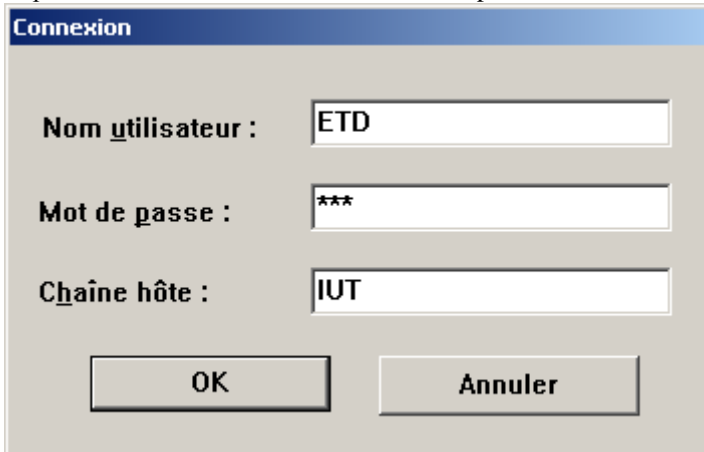 Connexion
Nom utilisateur : ETD
Mot de passe : ***
Chaîne hôte : IUT
OK Annuler